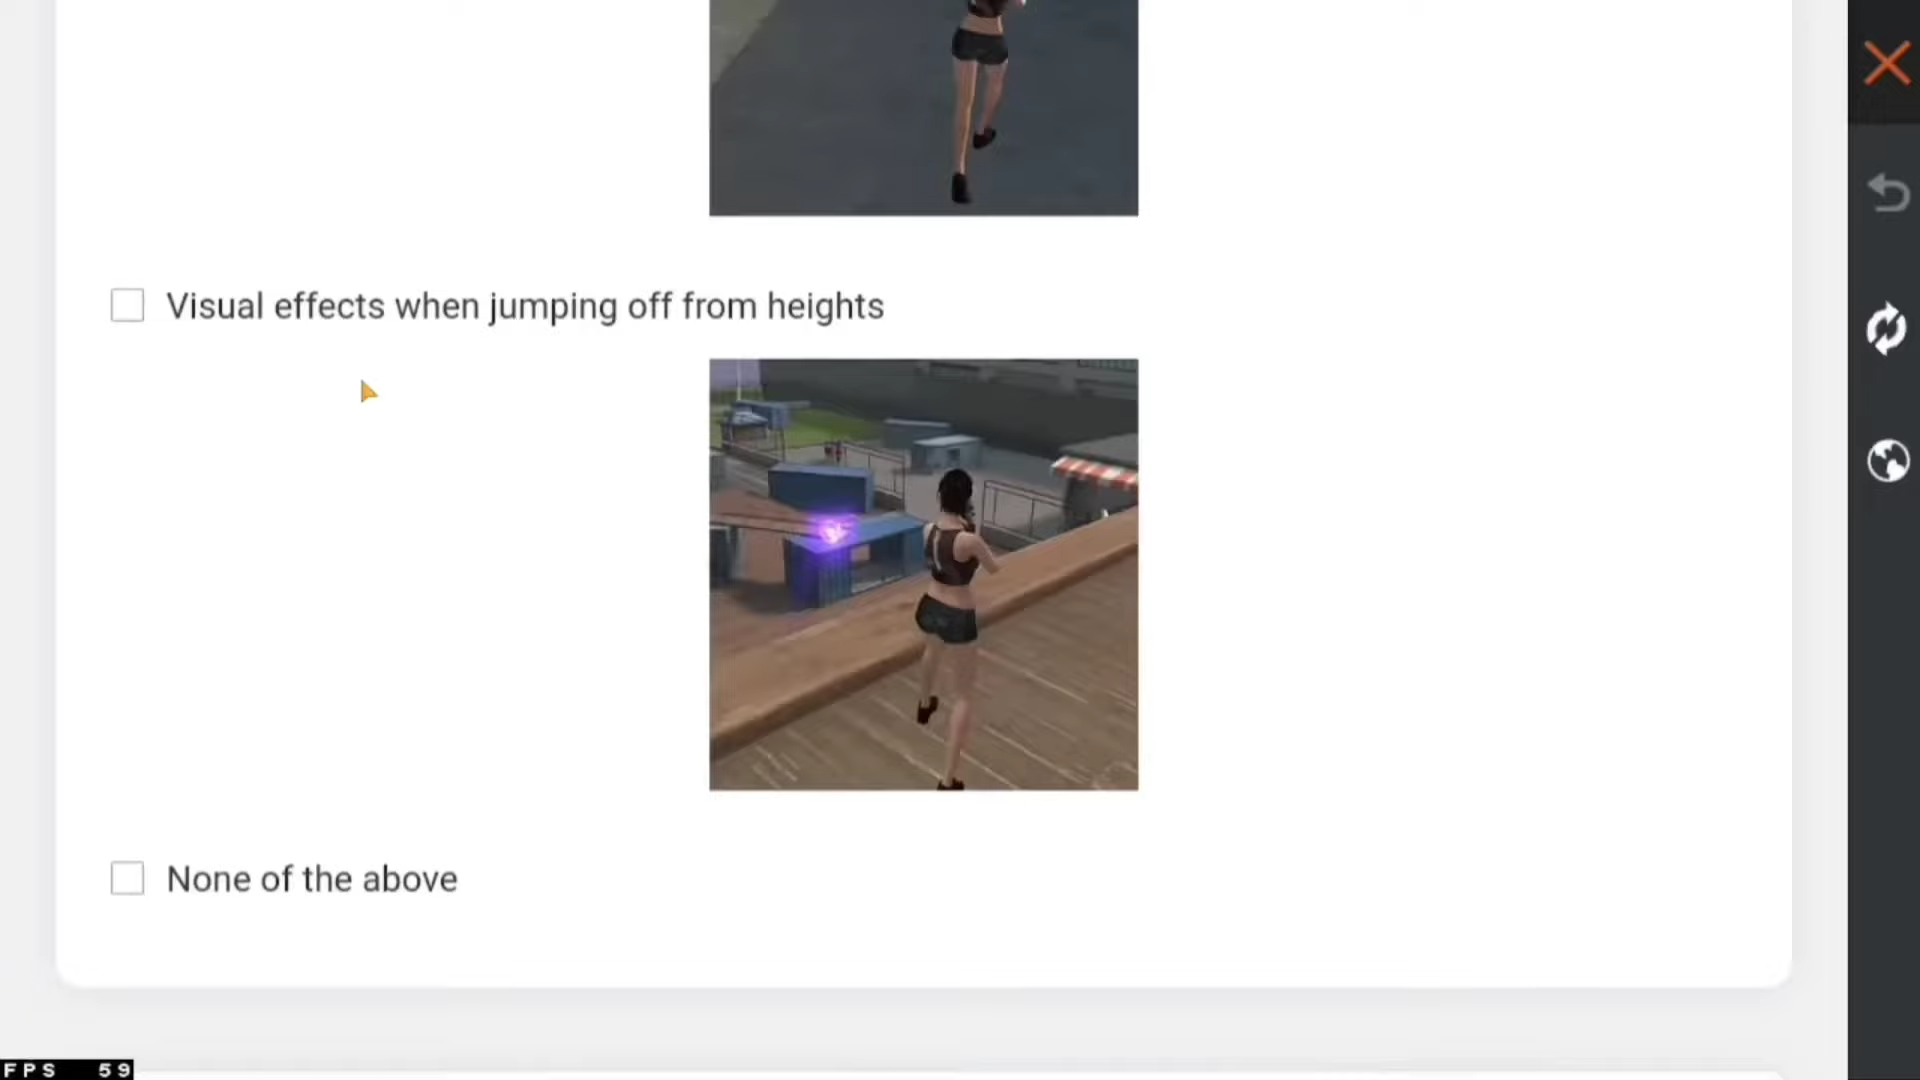 Visual effects when jumping off from heights
None of the above
FPS 59